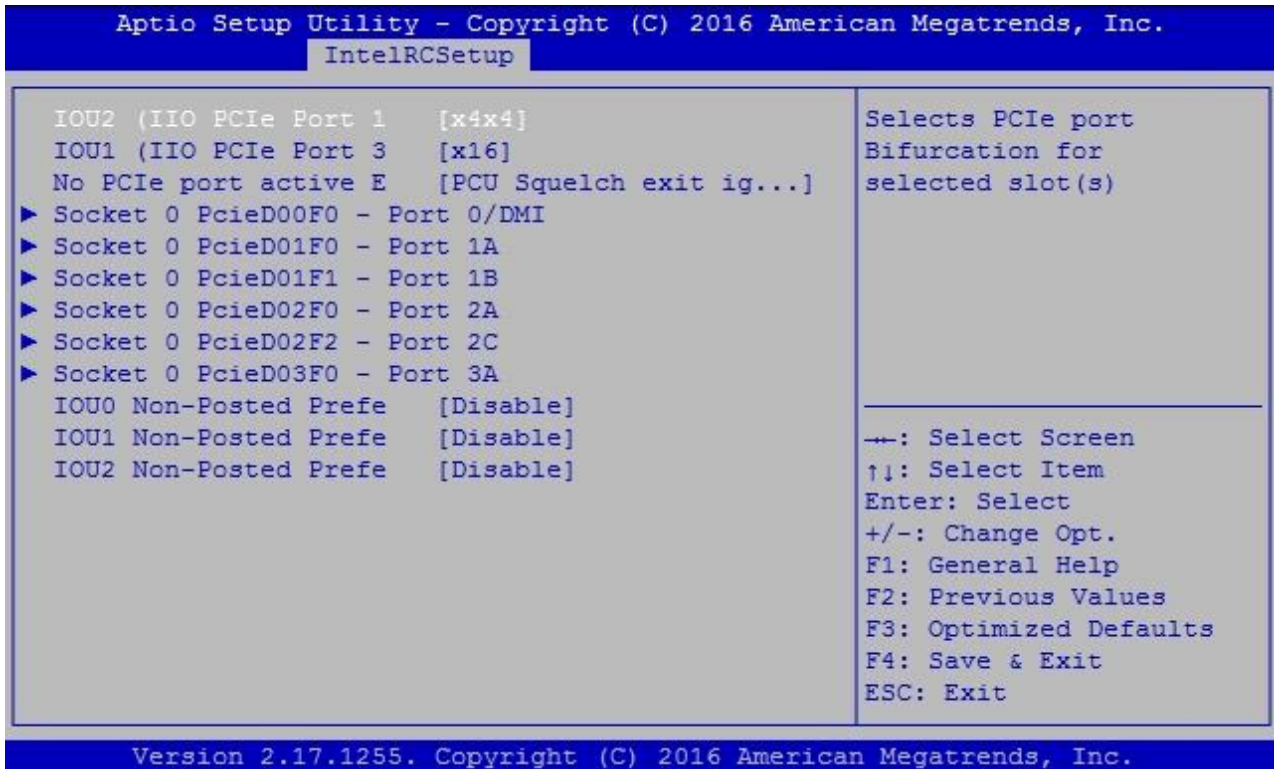 Aptio Setup Utility – Copyright (C) 2016 American Megatrends, Inc.
IntelRCSetup
IOU2 (IIO PCIe Port 1 [x4x4]
IOU1 (IIO PCIe Port 3 [x16]
No PCIe port active E [PCU Squelch exit ig...]
► Socket 0 PcieD00F0 - Port 0/DMI
► Socket 0 PcieD01F0 - Port 1A
► Socket 0 PcieD01F1 - Port 1B
► Socket 0 PcieD02F0 - Port 2A
► Socket 0 PcieD02F2 - Port 2C
► Socket 0 PcieD03F0 - Port 3A
IOU0 Non-Posted Prefe [Disable]
IOU1 Non-Posted Prefe [Disable]
IOU2 Non-Posted Prefe [Disable]
Selects PCIe port
Bifurcation for
selected slot(s)
→←: Select Screen
↑↓: Select Item
Enter: Select
+/-: Change Opt.
F1: General Help
F2: Previous Values
F3: Optimized Defaults
F4: Save & Exit
ESC: Exit
Version 2.17.1255. Copyright (C) 2016 American Megatrends, Inc.